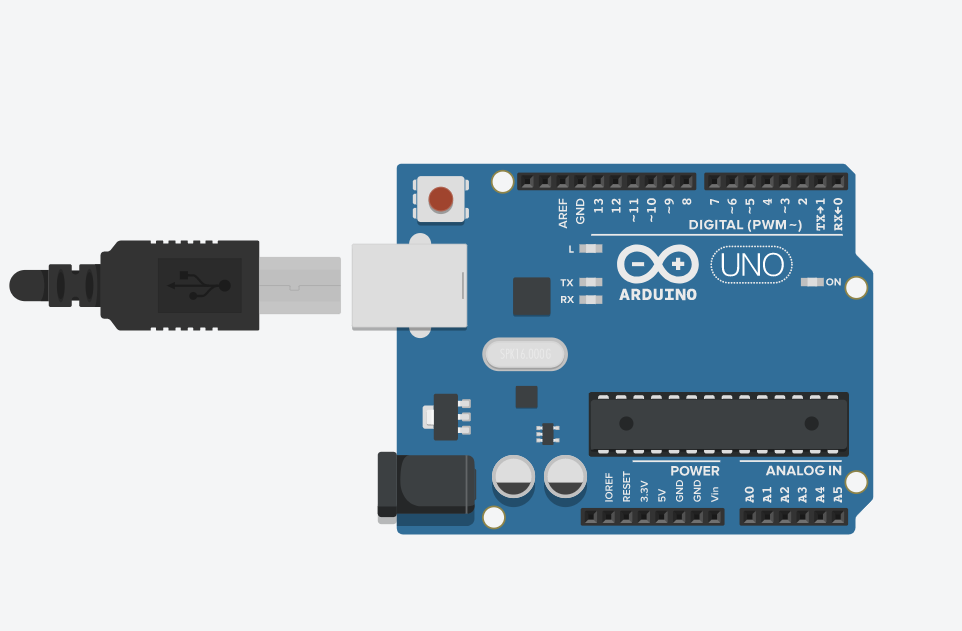 AREF
GND
13
12
~11
~10
~9
8
7
~6
~5
4
~3
2
TX→1
RX←0
DIGITAL (PWM ~)
L
TX
RX
ARDUINO
UNO
ON
SPK16.000G
POWER
ANALOG IN
IOREF
RESET
3.3V
5V
GND
GND
Vin
A0
A1
A2
A3
A4
A5